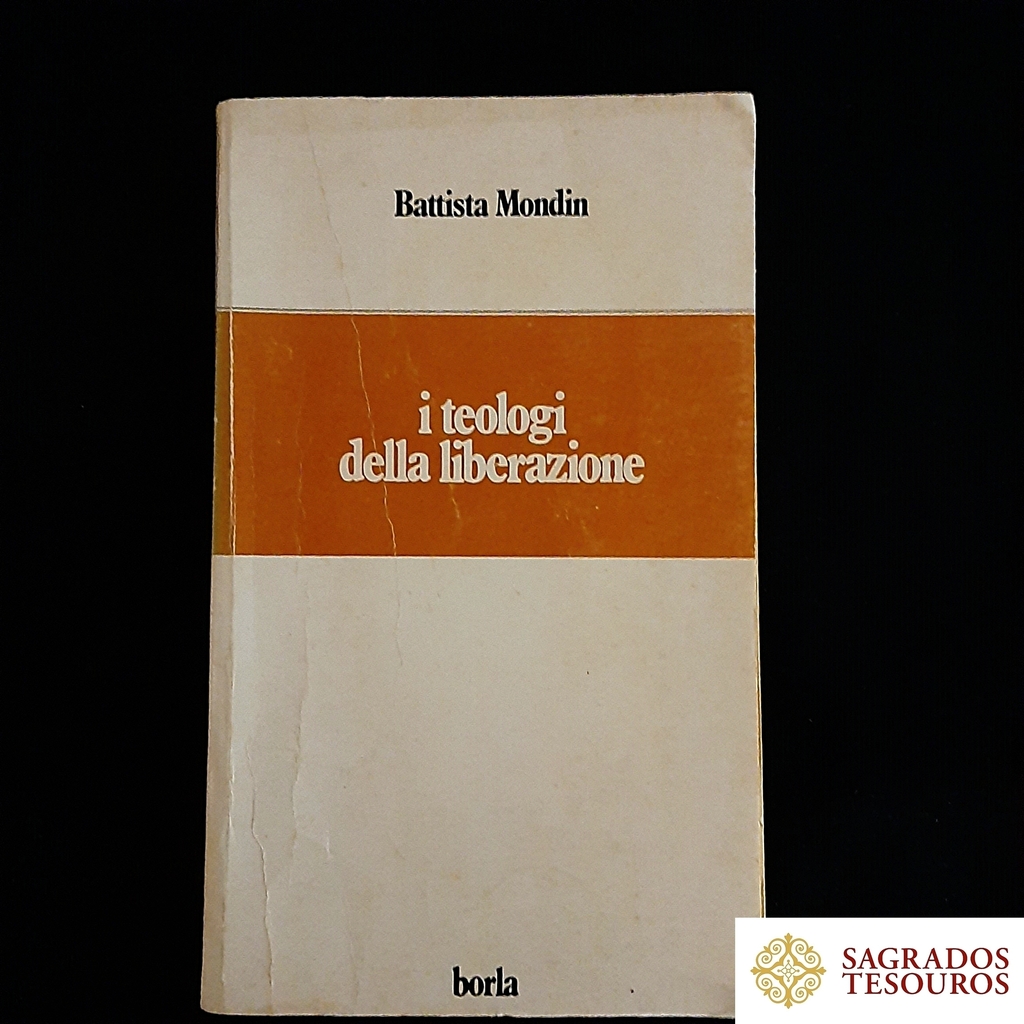 Battista Mondin
i teologi
della liberazione
borla
SAGRADOS
TESOUROS